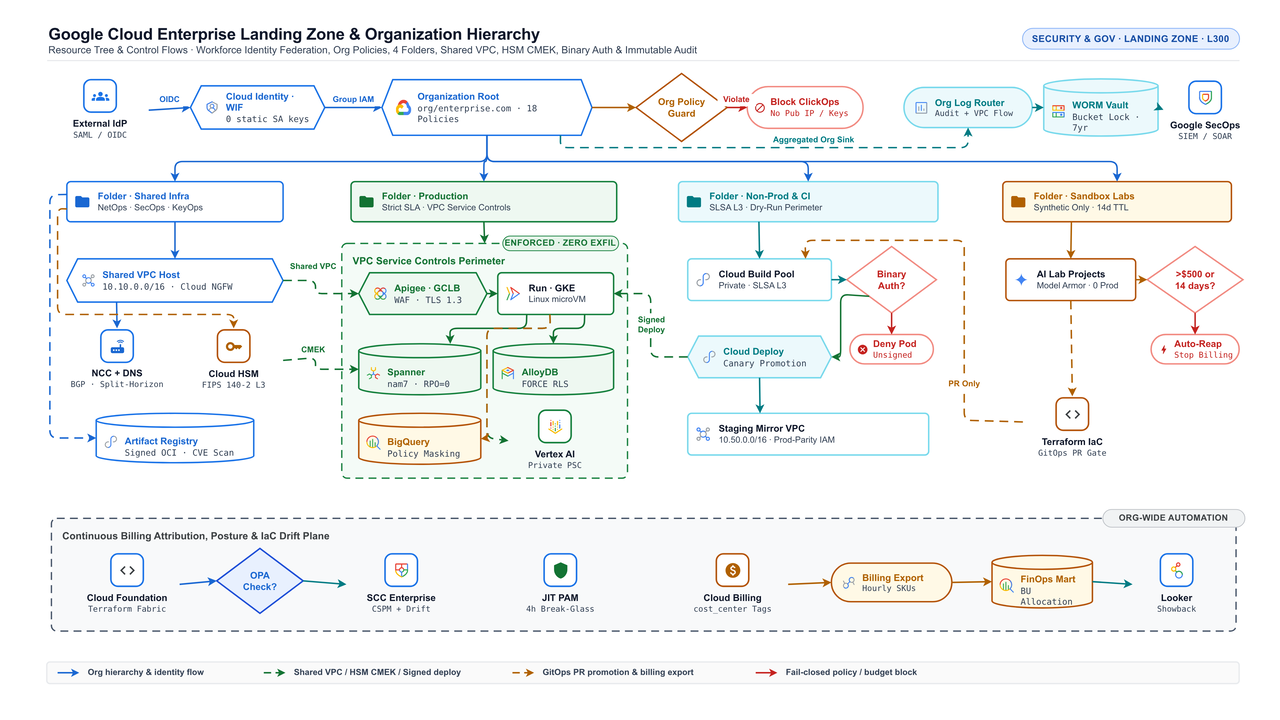 Google Cloud Enterprise Landing Zone & Organization Hierarchy
Resource Tree & Control Flows · Workforce Identity Federation, Org Policies, 4 Folders, Shared VPC, HSM CMEK, Binary Auth & Immutable Audit
SECURITY & GOV · LANDING ZONE · L300
External IdP
SAML / OIDC
OIDC
Cloud Identity ·
WIF
0 static SA keys
Group IAM
Organization Root
org/enterprise.com · 18
Policies
Org Policy
Guard
Violate
Block ClickOps
No Pub IP / Keys
Org Log Router
Audit + VPC Flow
WORM Vault
Bucket Lock ·
7yr
Google SecOps
SIEM / SOAR
Aggregated Org Sink
Folder · Shared Infra
NetOps · SecOps · KeyOps
Folder · Production
Strict SLA · VPC Service Controls
Folder · Non-Prod & CI
SLSA L3 · Dry-Run Perimeter
Folder · Sandbox Labs
Synthetic Only · 14d TTL
ENFORCED · ZERO EXFIL
VPC Service Controls Perimeter
Shared VPC Host
10.10.0.0/16 · Cloud NGFW
Shared VPC
Apigee · GCLB
WAF · TLS 1.3
Run · GKE
Linux microVM
Cloud Build Pool
Private · SLSA L3
Binary
Auth?
AI Lab Projects
Model Armor · 0 Prod
>$500 or
14 days?
Signed
Deploy
NCC + DNS
BGP · Split-Horizon
Cloud HSM
FIPS 140-2 L3
CMEK
Spanner
nam7 · RPO=0
AlloyDB
FORCE RLS
Cloud Deploy
Canary Promotion
Deny Pod
Unsigned
Auto-Reap
Stop Billing
PR Only
Artifact Registry
Signed OCI · CVE Scan
BigQuery
Policy Masking
Vertex AI
Private PSC
Staging Mirror VPC
10.50.0.0/16 · Prod-Parity IAM
Terraform IaC
GitOps PR Gate
ORG-WIDE AUTOMATION
Continuous Billing Attribution, Posture & IaC Drift Plane
Cloud Foundation
Terraform Fabric
OPA
Check?
SCC Enterprise
CSPM + Drift
JIT PAM
4h Break-Glass
Cloud Billing
cost_center Tags
Billing Export
Hourly SKUs
FinOps Mart
BU
Allocation
Looker
Showback
Org hierarchy & identity flow
Shared VPC / HSM CMEK / Signed deploy
GitOps PR promotion & billing export
Fail-closed policy / budget block